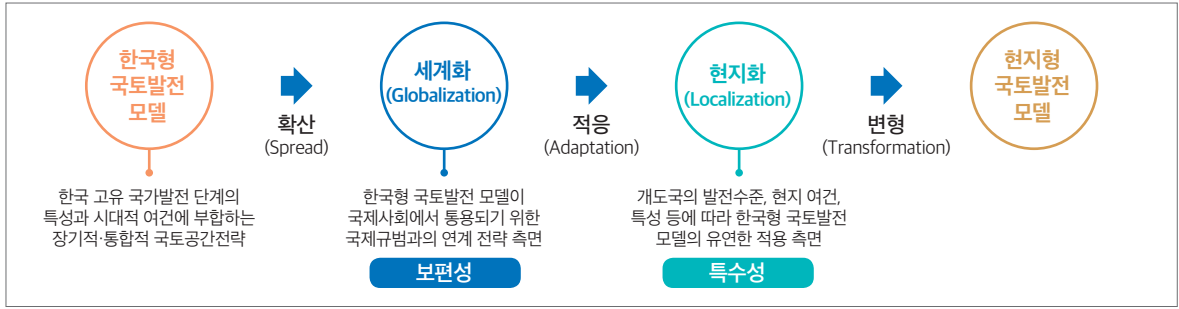 한국형
국토발전
모델
확산
(Spread)
세계화
(Globalization)
적응
(Adaptation)
현지화
(Localization)
변형
(Transformation)
현지형
국토발전
모델
한국 고유 국가발전 단계의
특성과 시대적 여건에 부합하는
장기적·통합적 국토공간전략
한국형 국토발전 모델이
국제사회에서 통용되기 위한
국제규범과의 연계 전략 측면
보편성
개도국의 발전수준, 현지 여건,
특성 등에 따라 한국형 국토발전
모델의 유연한 적용 측면
특수성